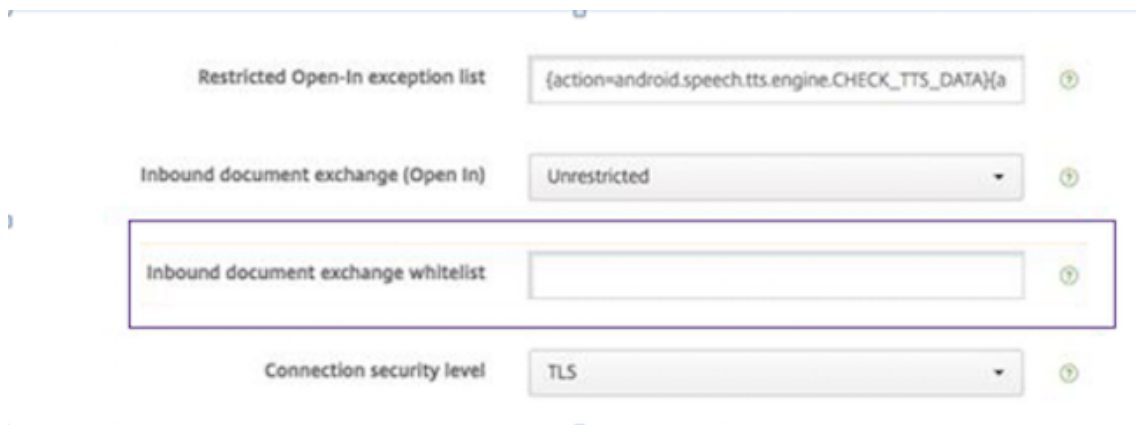 Restricted Open-In exception list
{action=android.speech.tts.engine.CHECK_TTS_DATA}{a
Inbound document exchange (Open In)
Unrestricted
Inbound document exchange whitelist
Connection security level
TLS